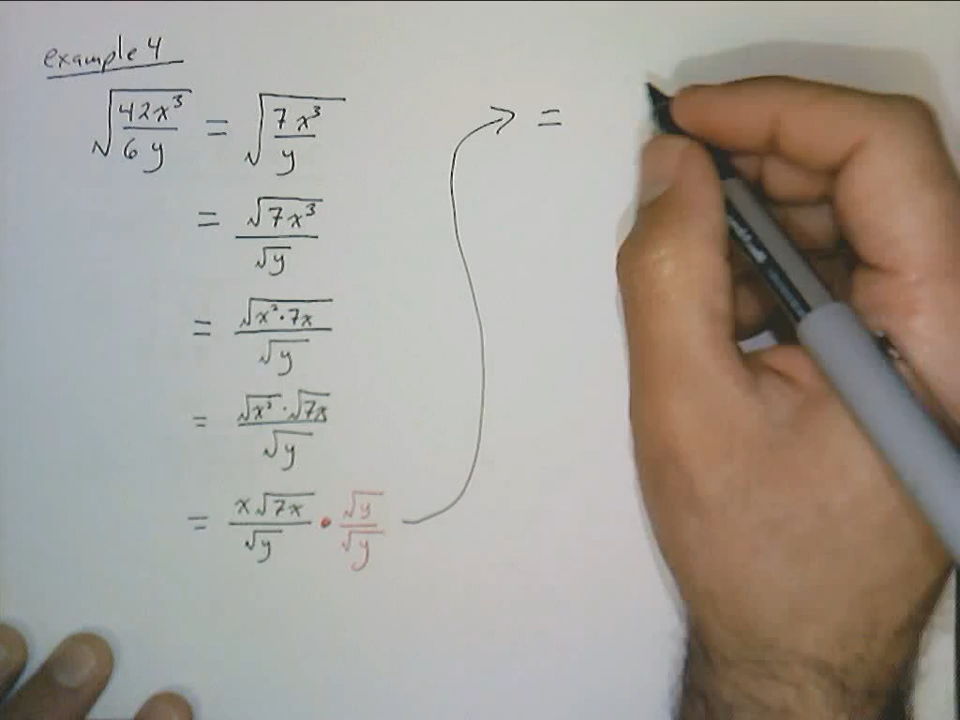 example 4
√(42x³/6y) = √(7x³/y)
= √(7x³)/√y
= √(x²·7x)/√y
= √(x²)·√(7x)/√y
= x√(7x)/√y · √y/√y
→ =